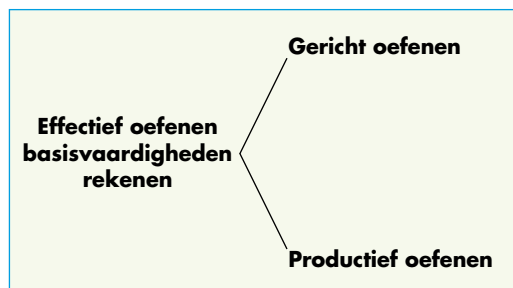 Gericht oefenen
Effectief oefenen
basisvaardigheden
rekenen
Productief oefenen